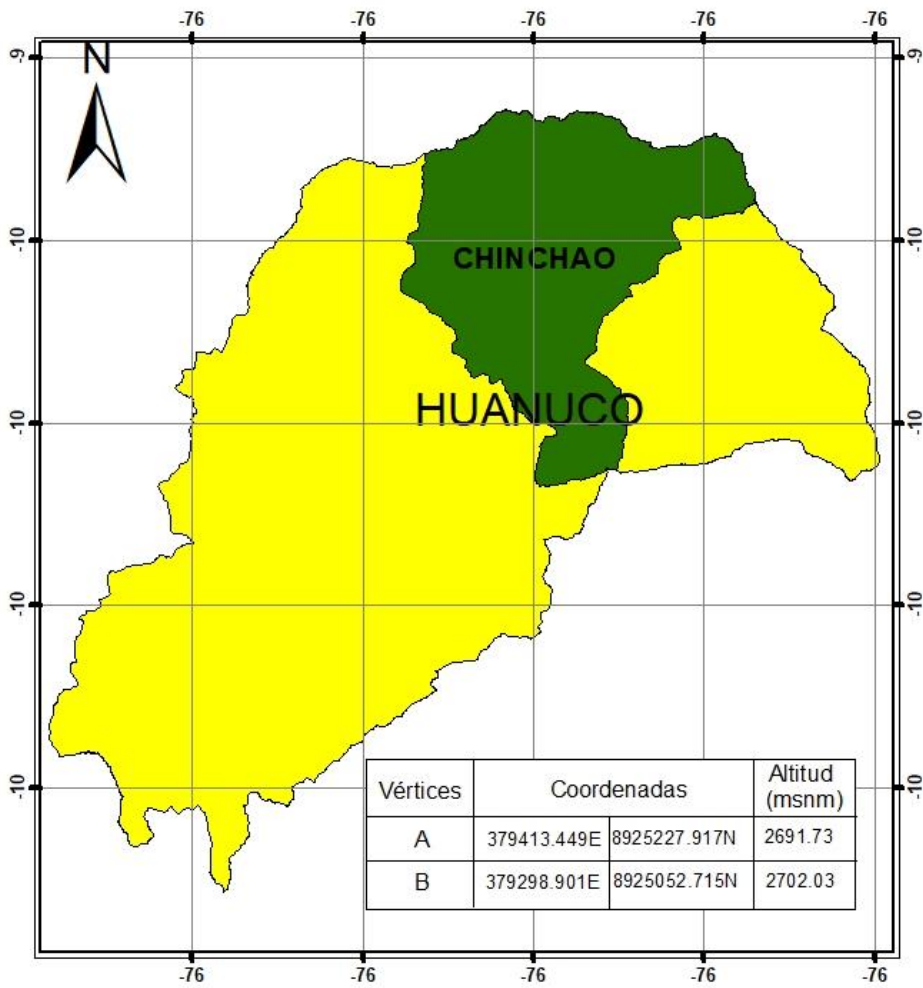 -76 -76 -76 -76 -76
-9 -9
N
-10 -10
CHINCHAO
HUANUCO
-10 -10
-10 -10
-10 -10
Vértices Coordenadas Altitud
(msnm)
A 379413.449E 8925227.917N 2691.73
B 379298.901E 8925052.715N 2702.03
-76 -76 -76 -76 -76